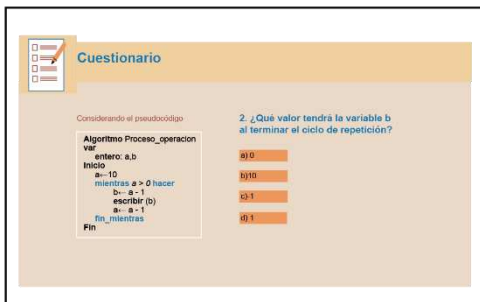 Cuestionario
Considerando el pseudocódigo
Algoritmo Proceso_operacion
var
entero: a,b
Inicio
a←10
mientras a > 0 hacer
b← a - 1
escribir (b)
a← a - 1
fin_mientras
Fin
2. ¿Qué valor tendrá la variable b
al terminar el ciclo de repetición?
a) 0
b)10
c)-1
d) 1